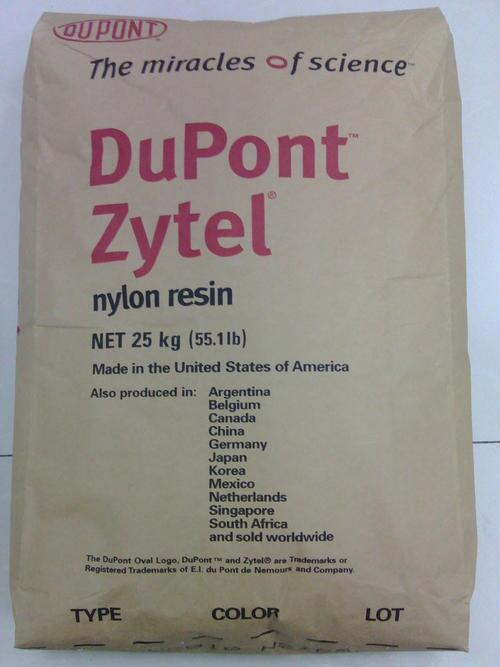 DUPONT
The miracles of science™
DuPont™
Zytel®
nylon resin
NET 25 kg (55.1lb)
Made in the United States of America
Also produced in: Argentina
Belgium
Canada
China
Germany
Japan
Korea
Mexico
Netherlands
Singapore
South Africa
and sold worldwide
The DuPont Oval Logo, DuPont™ and Zytel® are Trademarks or
Registered Trademarks of E.I. du Pont de Nemours and Company.
TYPE COLOR LOT